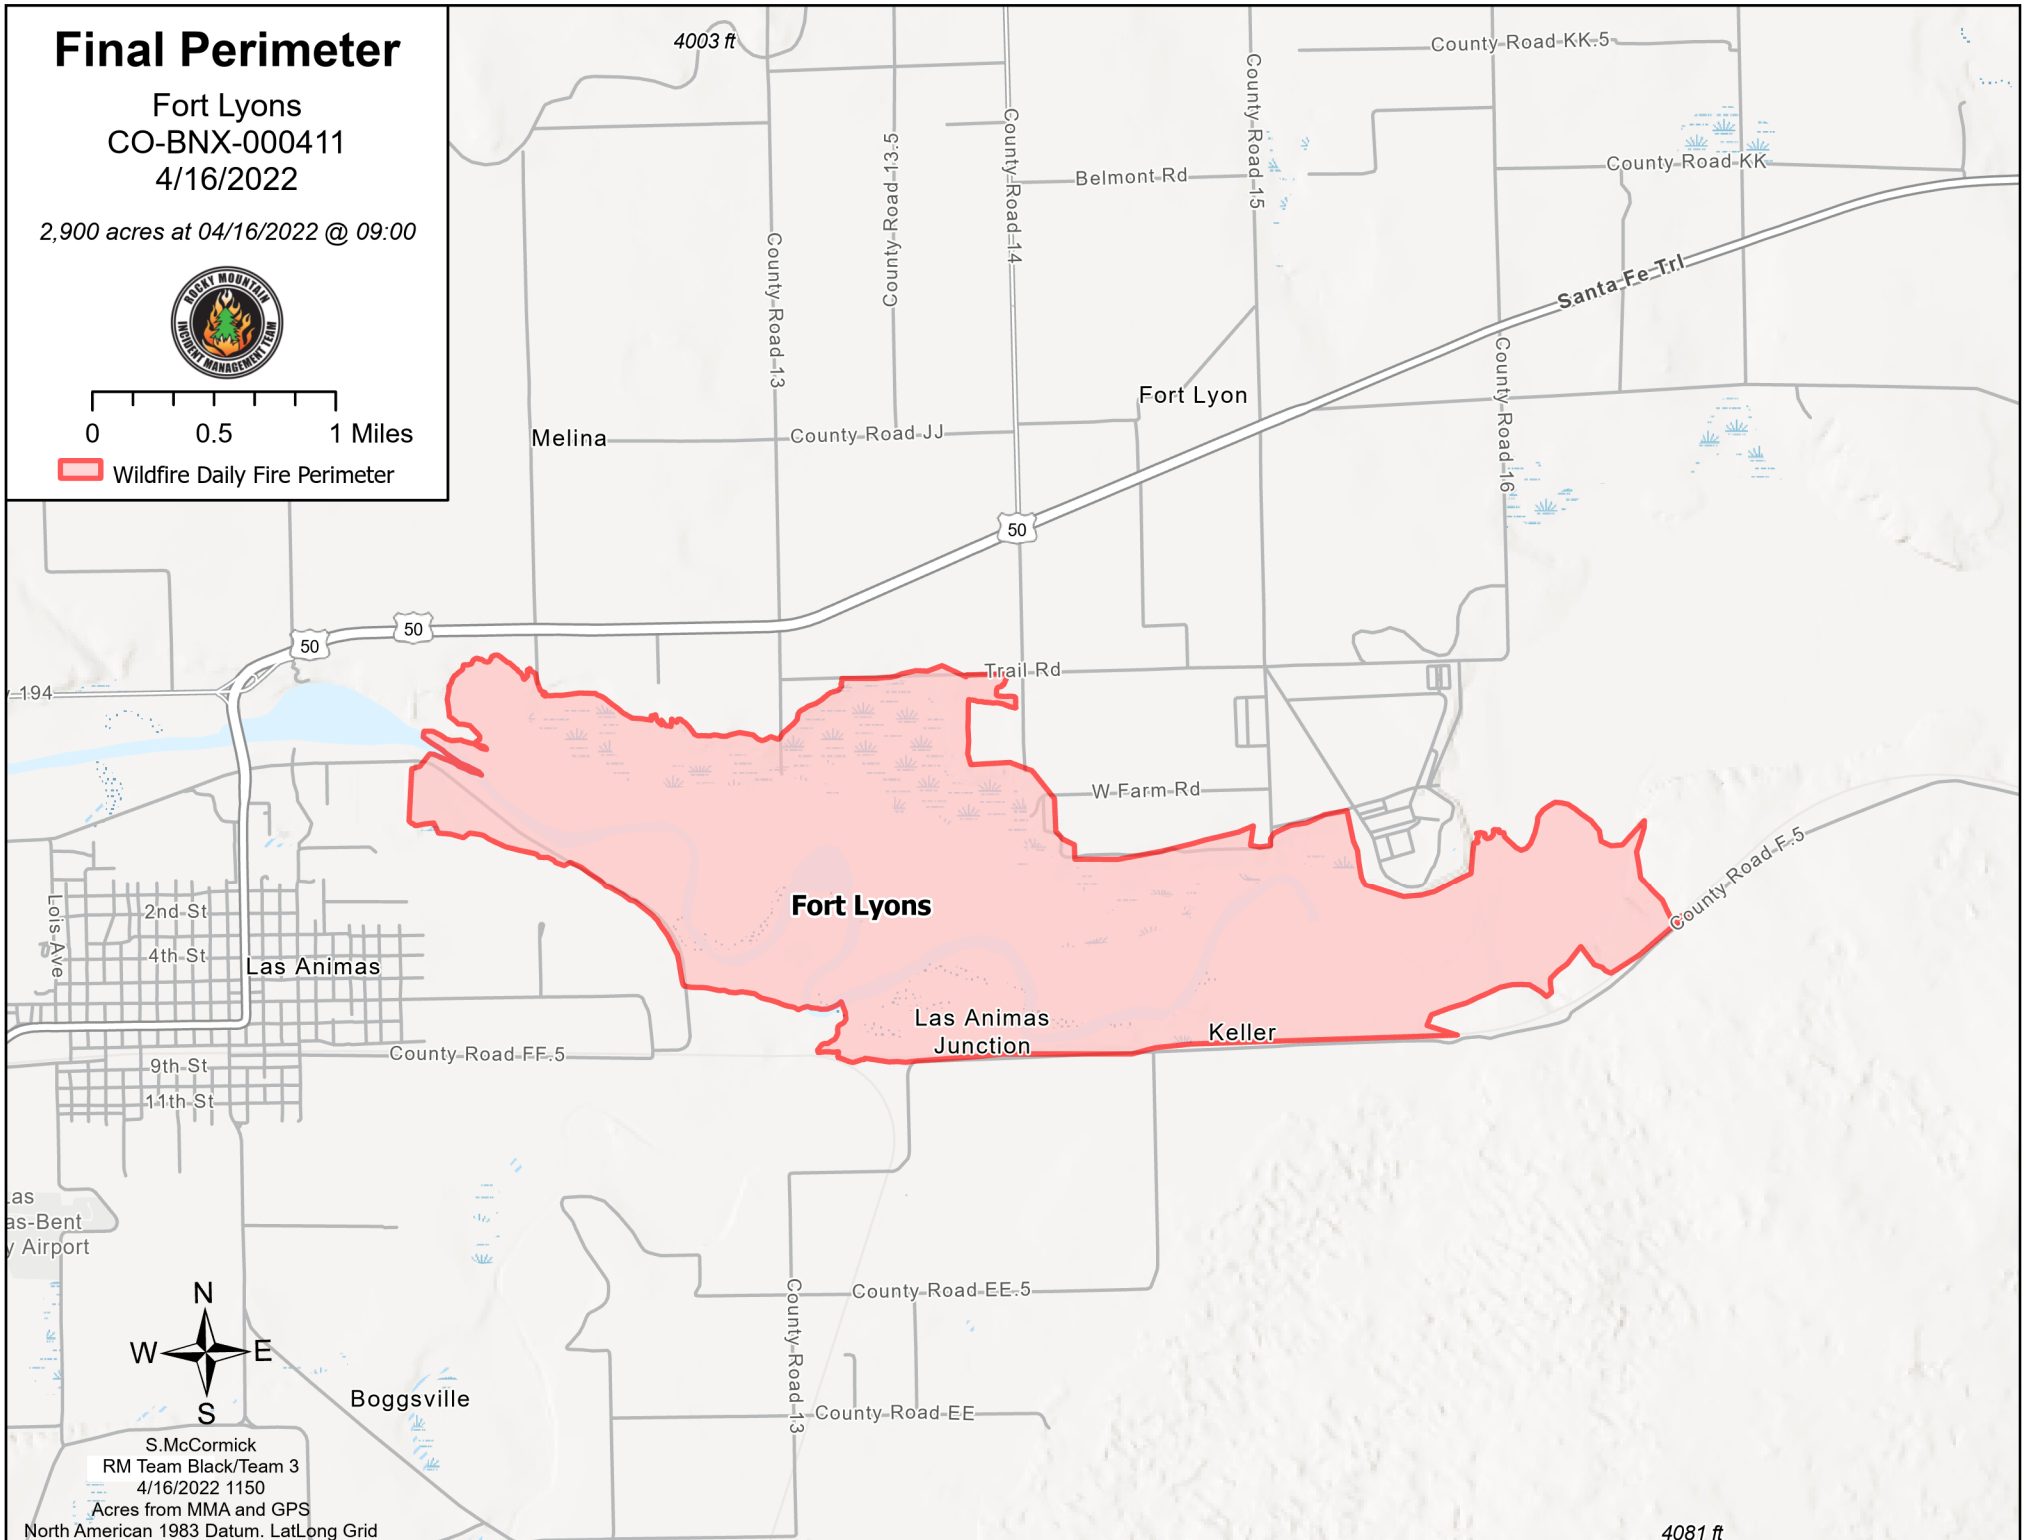 Final Perimeter
Fort Lyons
CO-BNX-000411
4/16/2022
2,900 acres at 04/16/2022 @ 09:00
ROCKY MOUNTAIN
INCIDENT MANAGEMENT TEAM
0 0.5 1 Miles
Wildfire Daily Fire Perimeter
4003 ft
County Road KK.5
County Road 15
County Road 14
County Road 13.5
County Road KK
Belmont Rd
County Road 13
Santa Fe Trl
County Road 16
Fort Lyon
Melina
County Road JJ
50
50
50
Trail Rd
194
W Farm Rd
County Road F.5
Fort Lyons
Lois Ave
2nd St
4th St
Las Animas
Las Animas
Junction
Keller
County Road FF.5
9th St
11th St
as-Bent
Airport
County Road EE.5
County Road 13
N
W E
S
Boggsville
County Road EE
S.McCormick
RM Team Black/Team 3
4/16/2022 1150
Acres from MMA and GPS
North American 1983 Datum. LatLong Grid
4081 ft